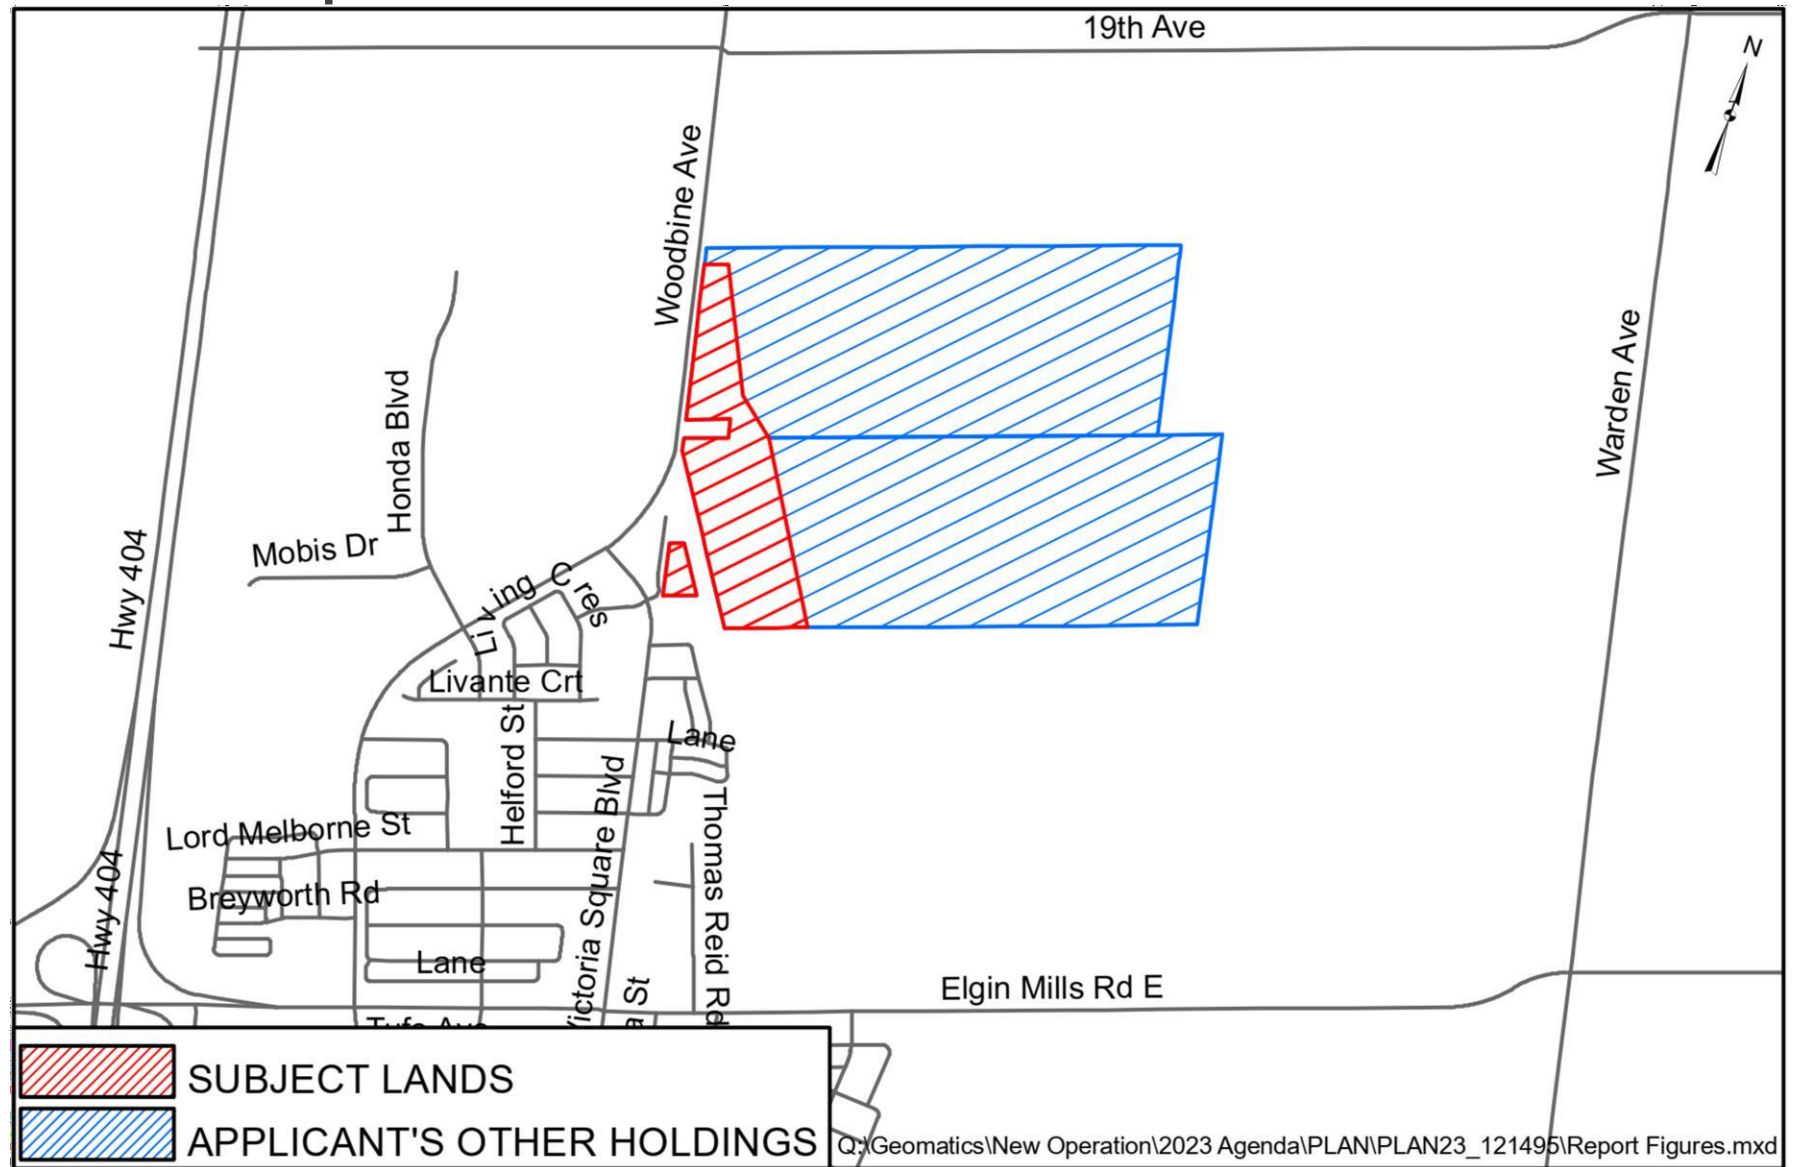 19th Ave
N
Woodbine Ave
Warden Ave
Honda Blvd
Hwy 404
Mobis Dr
Living Cres
Livante Crt
Helford St
Lane
Victoria Square Blvd
Thomas Reid Rd
Lord Melborne St
Hwy 404
Breyworth Rd
Lane
Elgin Mills Rd E
a St
SUBJECT LANDS
APPLICANT'S OTHER HOLDINGS
Q:\Geomatics\New Operation\2023 Agenda\PLAN\PLAN23_121495\Report Figures.mxd